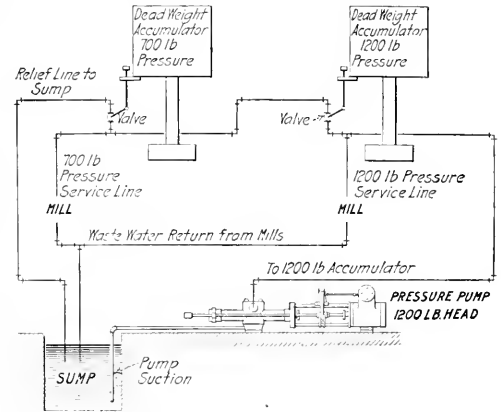 Dead Weight
Accumulator
700 lb
Pressure
Dead Weight
Accumulator
1200 lb
Pressure
Relief Line to
Sump
Valve
Valve
700 lb
Pressure
Service Line
MILL
1200 lb Pressure
Service Line
MILL
Waste Water Return from Mills
To 1200 lb Accumulator
PRESSURE PUMP
1200 LB. HEAD
SUMP
Pump
Suction